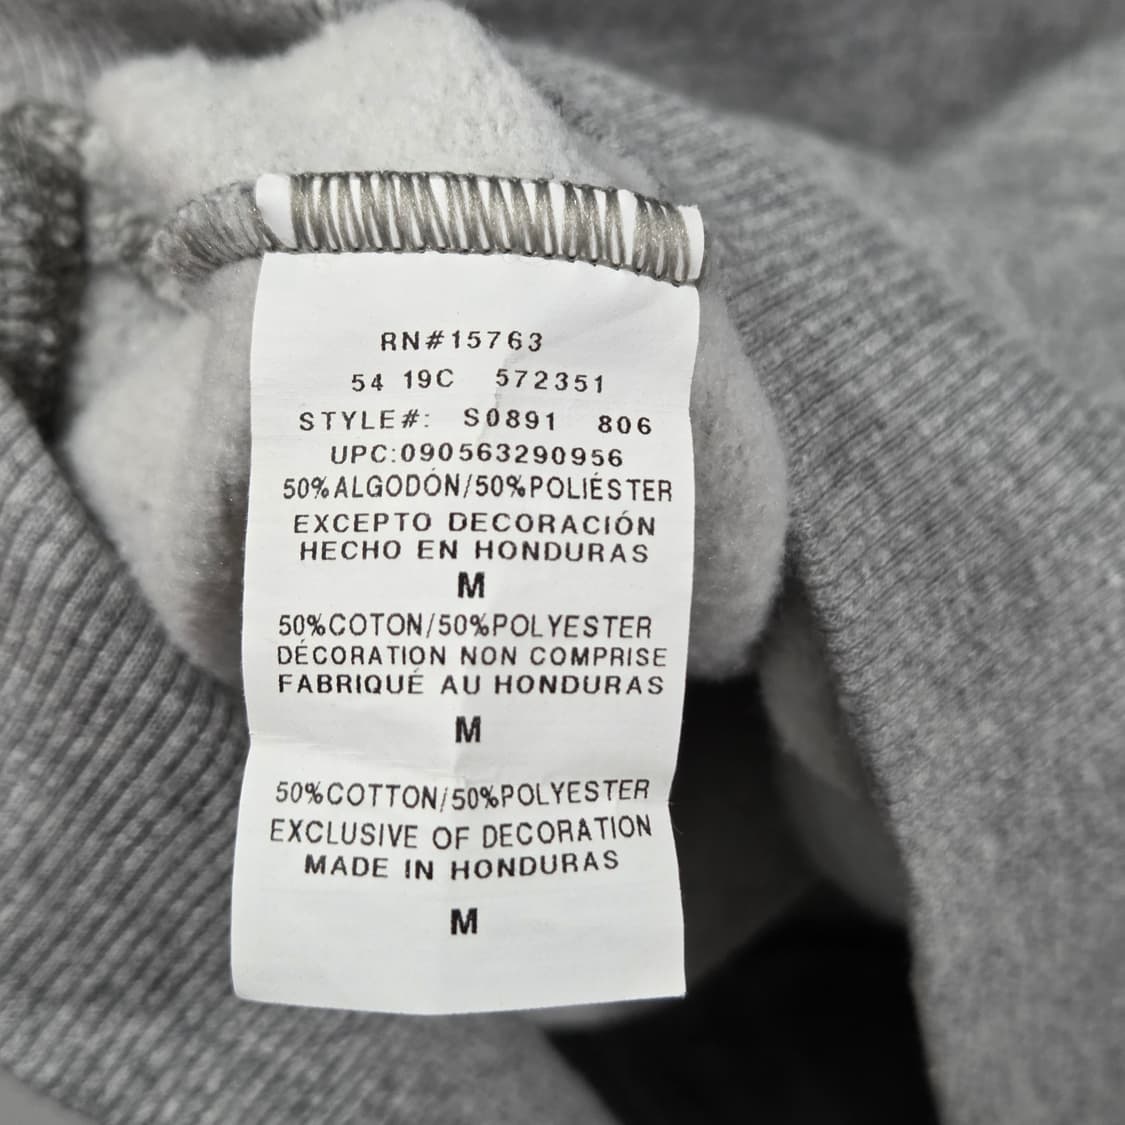 RN#15763
54 19C 572351
STYLE#: S0891 806
UPC:090563290956
50%ALGODÓN/50%POLIÉSTER
EXCEPTO DECORACIÓN
HECHO EN HONDURAS
M
50%COTON/50%POLYESTER
DÉCORATION NON COMPRISE
FABRIQUÉ AU HONDURAS
M
50%COTTON/50%POLYESTER
EXCLUSIVE OF DECORATION
MADE IN HONDURAS
M